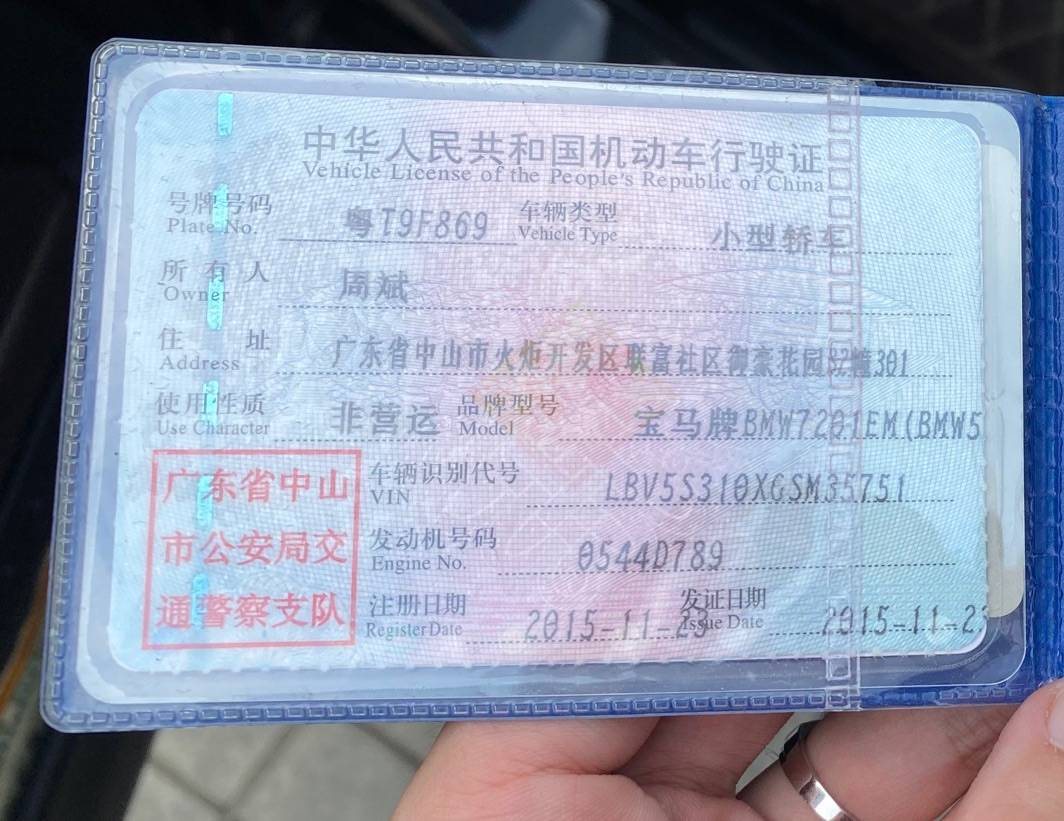 中华人民共和国机动车行驶证
Vehicle License of the People's Republic of China
号牌号码 粤T9F869 车辆类型 小型轿车
Plate No. Vehicle Type
所有人 周斌
Owner
住址 广东省中山市火炬开发区联富社区御豪花园 幢301
Address
使用性质 非营运 品牌型号 宝马牌BMW7201EM(BMW5
Use Character Model
广东省中山
市公安局交
通警察支队
车辆识别代号 LBV5S310XGSM35751
VIN
发动机号码 0544D789
Engine No.
注册日期 2015-11-23 发证日期 2015-11-23
Register Date Issue Date